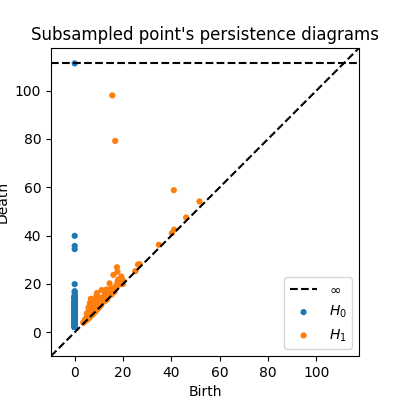 Subsampled point's persistence diagrams
100
80
60
40
20
0
Death
0 20 40 60 80 100
Birth
∞
H₀
H₁